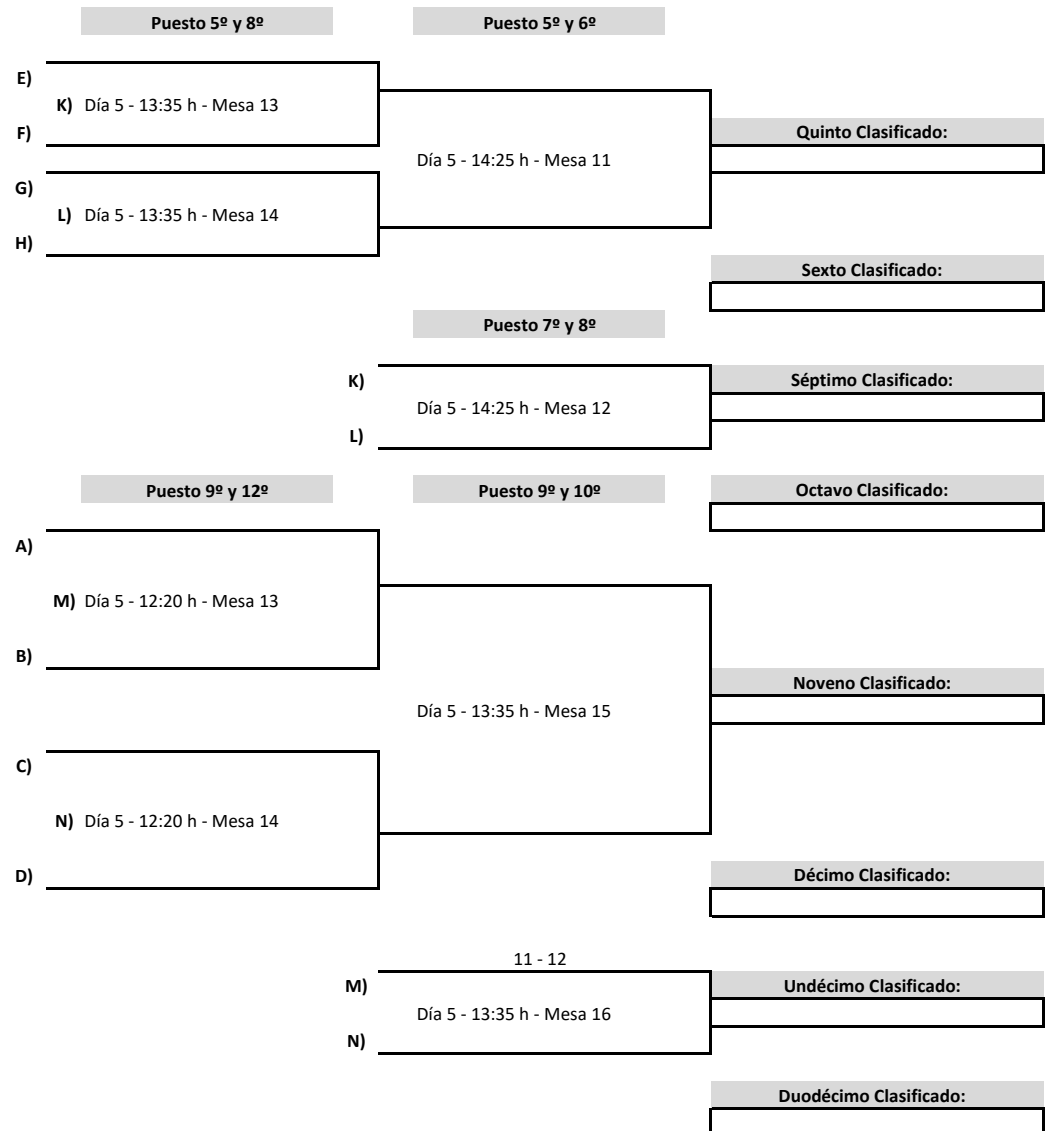 Puesto 5º y 8º Puesto 5º y 6º
E)
K) Día 5 - 13:35 h - Mesa 13
F) Quinto Clasificado:
Día 5 - 14:25 h - Mesa 11
G)
L) Día 5 - 13:35 h - Mesa 14
H)
Sexto Clasificado:
Puesto 7º y 8º
K) Séptimo Clasificado:
Día 5 - 14:25 h - Mesa 12
L)
Puesto 9º y 12º Puesto 9º y 10º Octavo Clasificado:
A)
M) Día 5 - 12:20 h - Mesa 13
B)
Noveno Clasificado:
Día 5 - 13:35 h - Mesa 15
C)
N) Día 5 - 12:20 h - Mesa 14
D) Décimo Clasificado:
11 - 12
M) Undécimo Clasificado:
Día 5 - 13:35 h - Mesa 16
N)
Duodécimo Clasificado: